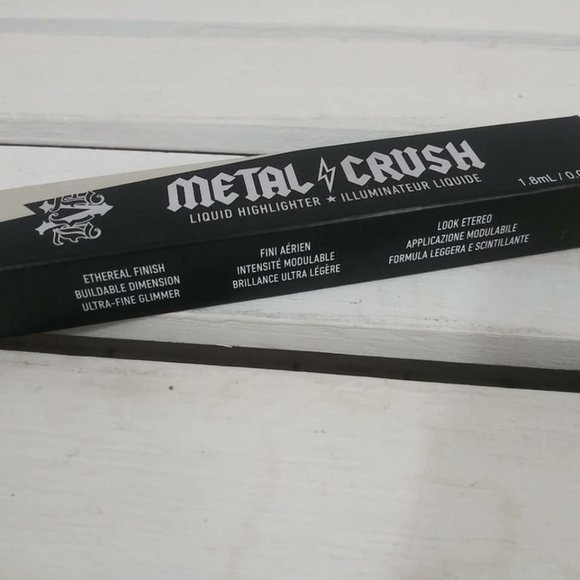 METAL CRUSH
LIQUID HIGHLIGHTER ★ ILLUMINATEUR LIQUIDE
1.8mL /
ETHEREAL FINISH
BUILDABLE DIMENSION
ULTRA-FINE GLIMMER
FINI AÉRIEN
INTENSITÉ MODULABLE
BRILLANCE ULTRA LÉGÈRE
LOOK ETEREO
APPLICAZIONE MODULABILE
FORMULA LEGGERA E SCINTILLANTE